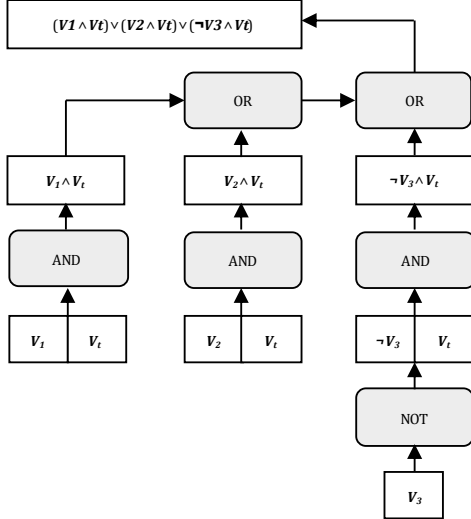 (V1∧Vt)∨(V2∧Vt)∨(¬V3∧Vt)
OR OR
V₁∧Vₜ V₂∧Vₜ ¬V₃∧Vₜ
AND AND AND
V₁ Vₜ V₂ Vₜ ¬V₃ Vₜ
NOT
V₃